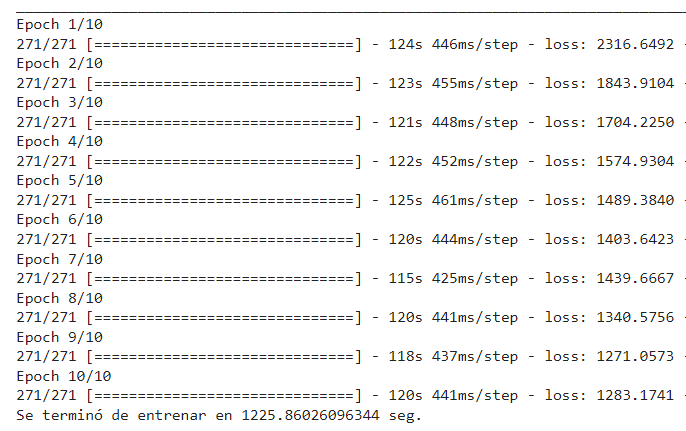 Epoch 1/10
271/271 [==============================] - 124s 446ms/step - loss: 2316.6492 -
Epoch 2/10
271/271 [==============================] - 123s 455ms/step - loss: 1843.9104 -
Epoch 3/10
271/271 [==============================] - 121s 448ms/step - loss: 1704.2250 -
Epoch 4/10
271/271 [==============================] - 122s 452ms/step - loss: 1574.9304 -
Epoch 5/10
271/271 [==============================] - 125s 461ms/step - loss: 1489.3840 -
Epoch 6/10
271/271 [==============================] - 120s 444ms/step - loss: 1403.6423 -
Epoch 7/10
271/271 [==============================] - 115s 425ms/step - loss: 1439.6667 -
Epoch 8/10
271/271 [==============================] - 120s 441ms/step - loss: 1340.5756 -
Epoch 9/10
271/271 [==============================] - 118s 437ms/step - loss: 1271.0573 -
Epoch 10/10
271/271 [==============================] - 120s 441ms/step - loss: 1283.1741 -
Se terminó de entrenar en 1225.86026096344 seg.